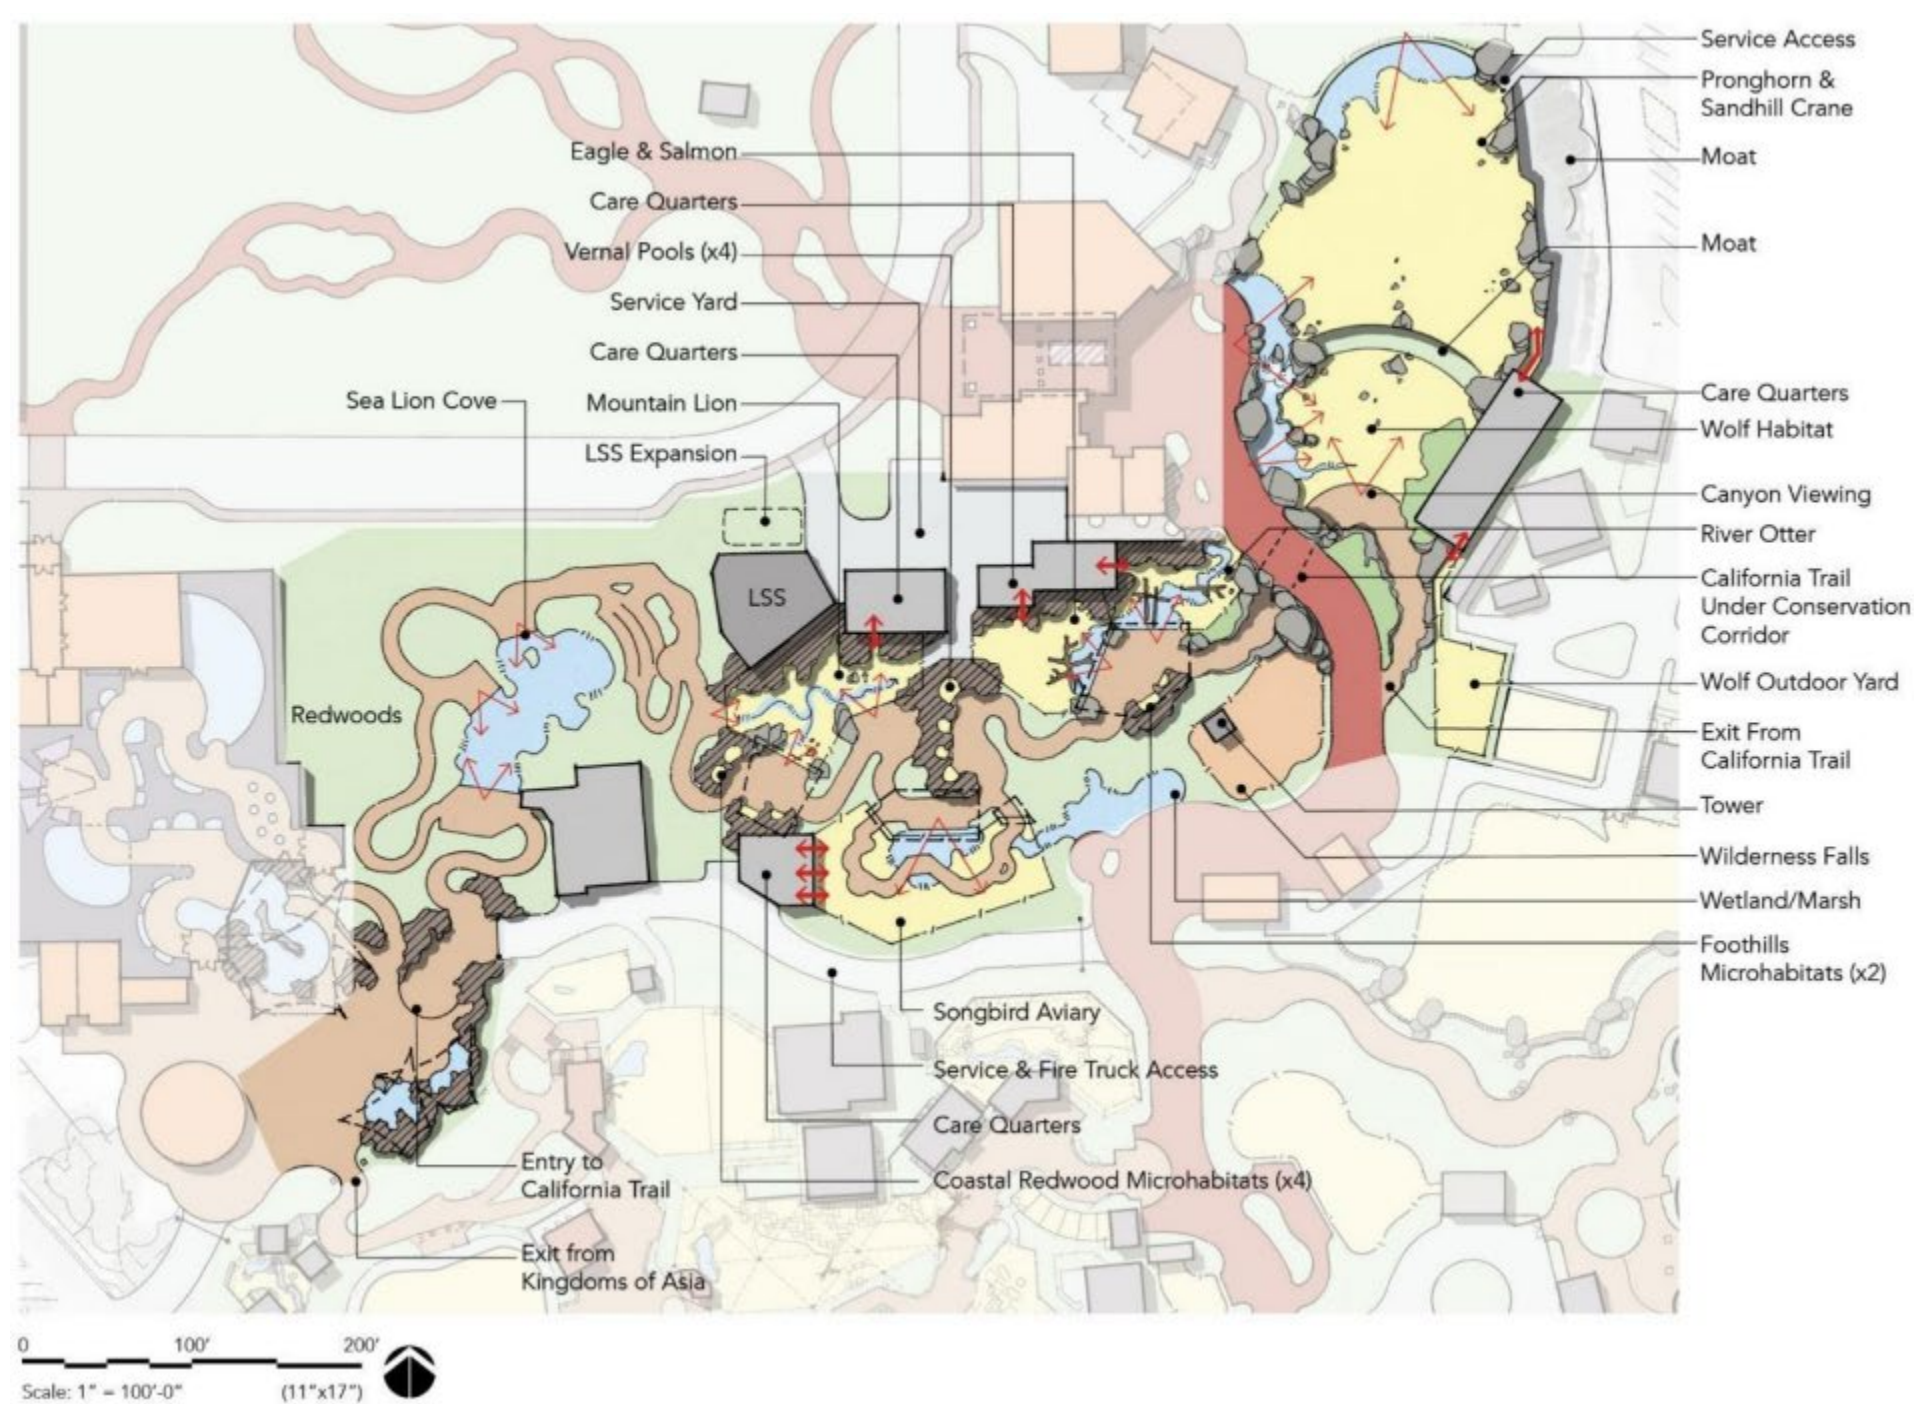 Service Access
Pronghorn &
Sandhill Crane
Moat
Moat
Eagle & Salmon
Care Quarters
Vernal Pools (x4)
Service Yard
Care Quarters
Mountain Lion
LSS Expansion
Sea Lion Cove
Care Quarters
Wolf Habitat
Canyon Viewing
River Otter
California Trail
Under Conservation
Corridor
Wolf Outdoor Yard
Exit From
California Trail
Tower
Wilderness Falls
Wetland/Marsh
Foothills
Microhabitats (x2)
LSS
Redwoods
Songbird Aviary
Service & Fire Truck Access
Care Quarters
Coastal Redwood Microhabitats (x4)
Entry to
California Trail
Exit from
Kingdoms of Asia
0 100' 200'
Scale: 1" = 100'-0" (11"x17")